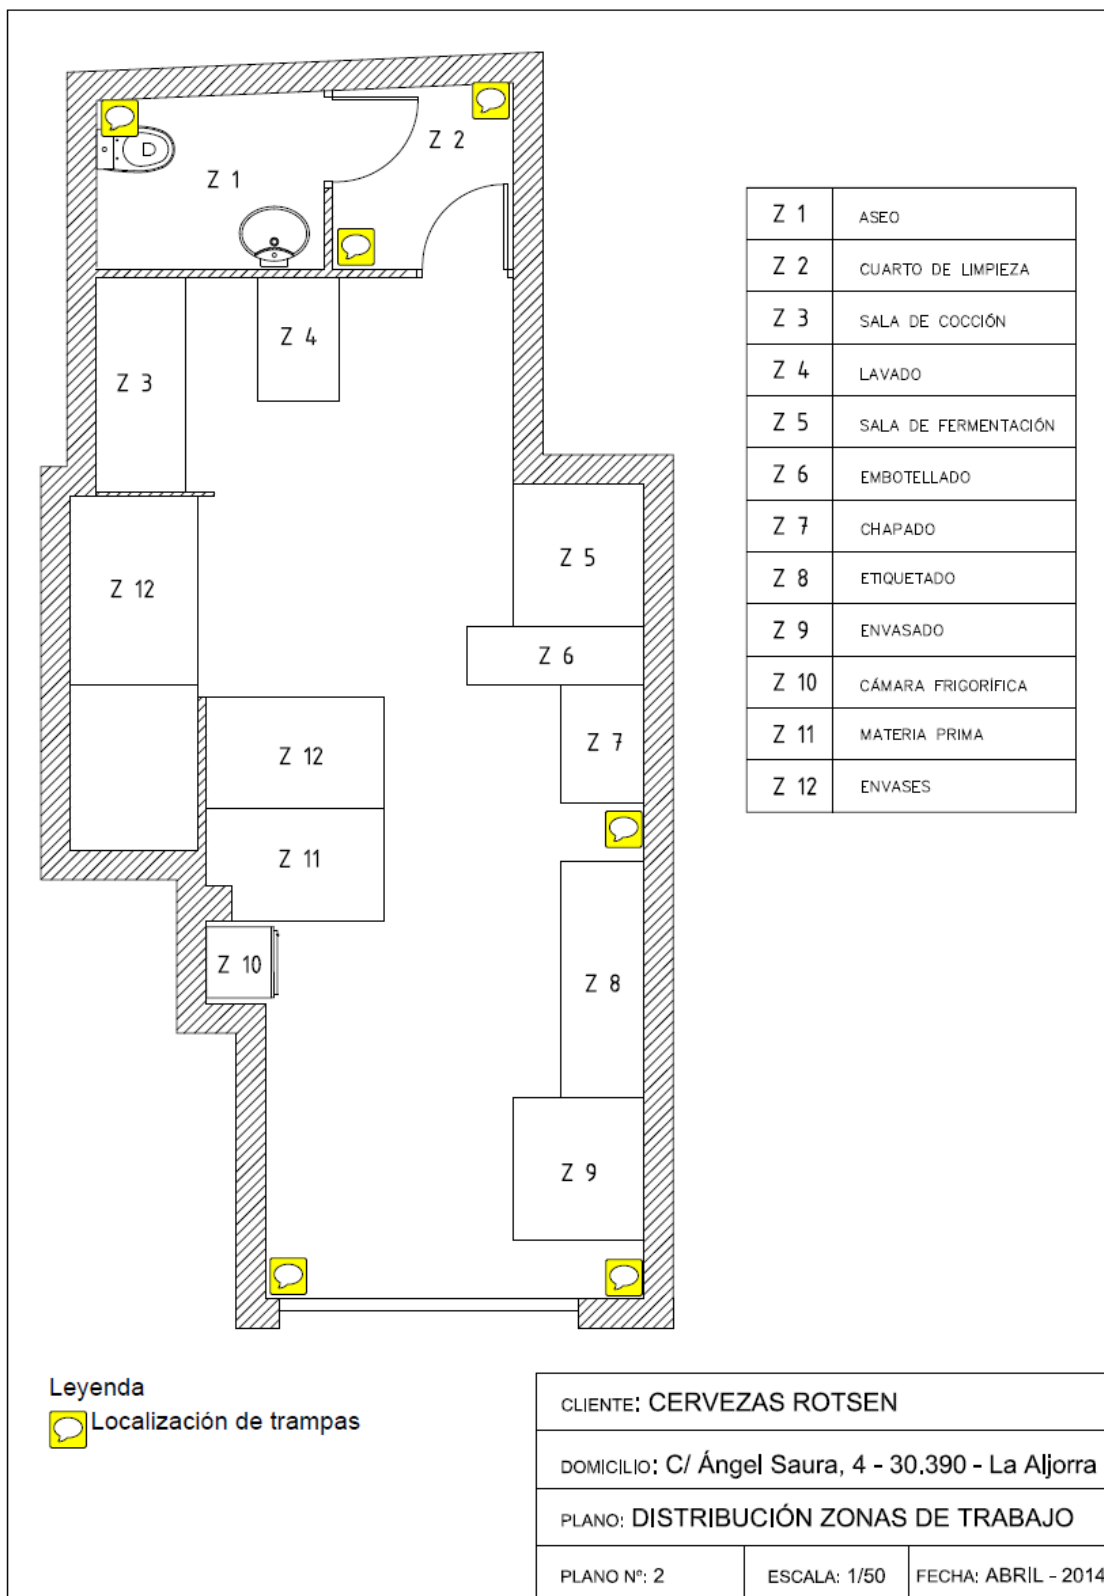 Z 1
Z 2
Z 4
Z 3
Z 5
Z 12
Z 6
Z 7
Z 12
Z 11
Z 10
Z 8
Z 9
Z 1 ASEO
Z 2 CUARTO DE LIMPIEZA
Z 3 SALA DE COCCIÓN
Z 4 LAVADO
Z 5 SALA DE FERMENTACIÓN
Z 6 EMBOTELLADO
Z 7 CHAPADO
Z 8 ETIQUETADO
Z 9 ENVASADO
Z 10 CÁMARA FRIGORÍFICA
Z 11 MATERIA PRIMA
Z 12 ENVASES
Leyenda
Localización de trampas
CLIENTE: CERVEZAS ROTSEN
DOMICILIO: C/ Ángel Saura, 4 - 30.390 - La Aljorra
PLANO: DISTRIBUCIÓN ZONAS DE TRABAJO
PLANO Nº: 2 ESCALA: 1/50 FECHA: ABRIL - 2014